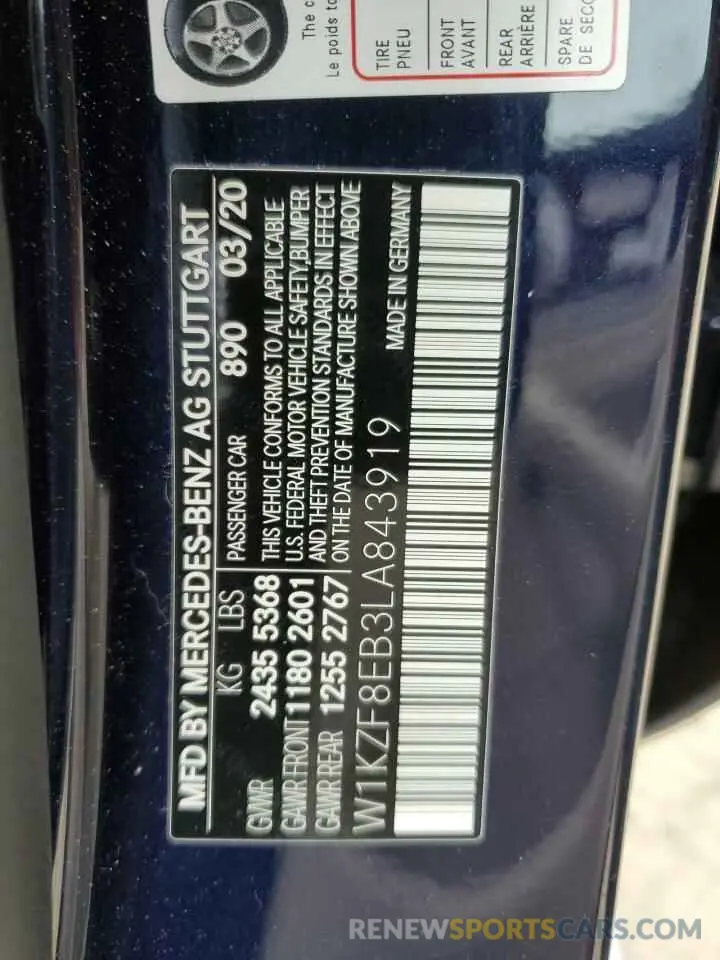 The
Le poids to
TIRE
PNEU
FRONT
AVANT
REAR
ARRIÈRE
SPARE
DE SECO
MFD BY MERCEDES-BENZ AG STUTTGART
KG LBS PASSENGER CAR 890 03/20
GVWR 2435 5368 THIS VEHICLE CONFORMS TO ALL APPLICABLE
GAWR FRONT 1180 2601 U.S. FEDERAL MOTOR VEHICLE SAFETY, BUMPER
AND THEFT PREVENTION STANDARDS IN EFFECT
GAWR REAR 1255 2767 ON THE DATE OF MANUFACTURE SHOWN ABOVE
W1KZF8EB3LA843919 MADE IN GERMANY
RENEWSPORTSCARS.COM